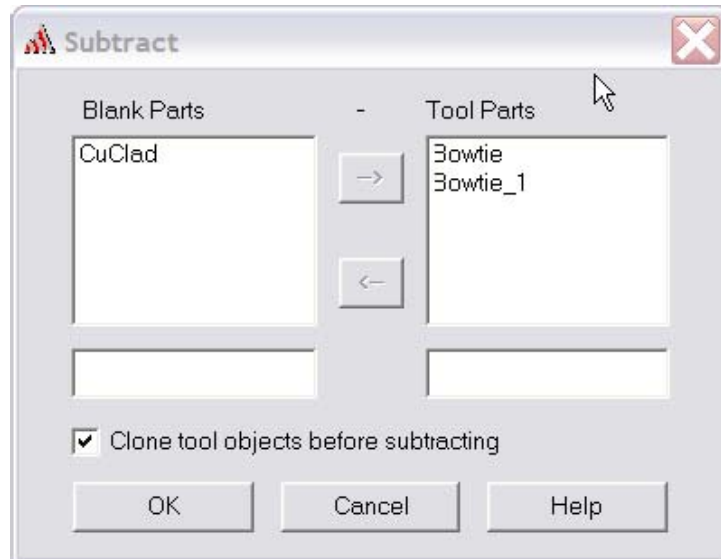 Subtract
Blank Parts - Tool Parts
CuClad
-->
Bowtie
Bowtie_1
<--
Clone tool objects before subtracting
OK Cancel Help